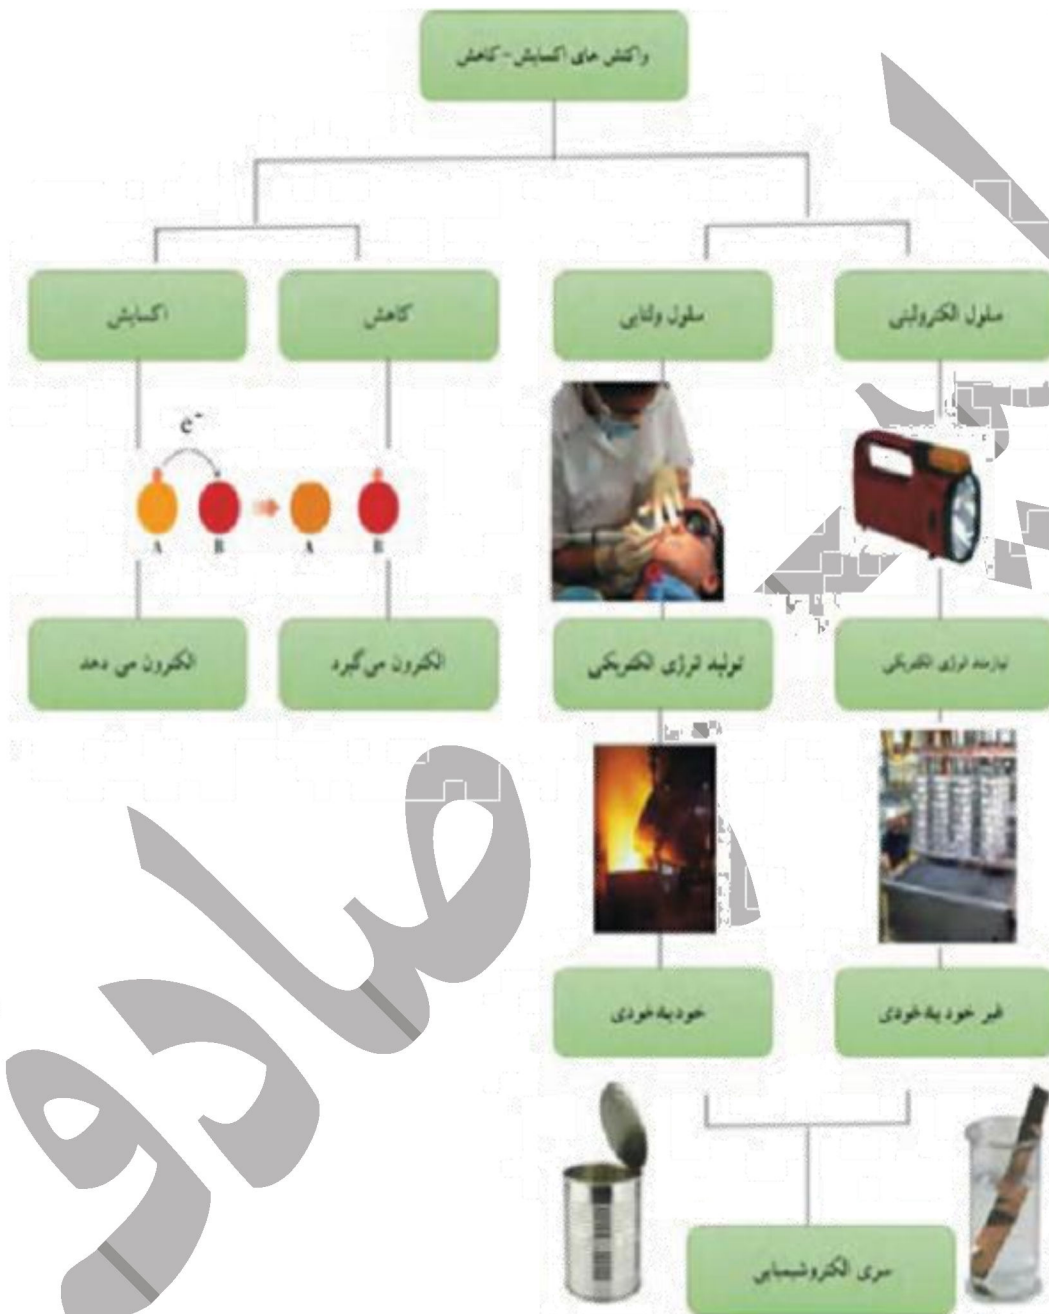 واکنش های اکسایش-کاهش
سلول الکترولیتی
سلول ولتایی
کاهش
اکسایش
e⁻
A B A B
نیازمند انرژی الکتریکی
تولید انرژی الکتریکی
الکترون می‌گیرد
الکترون می دهد
غیر خود به‌خودی
خودبه‌خودی
سری الکتروشیمیایی
صادق